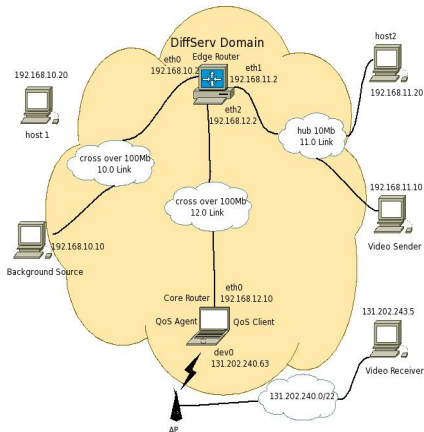 DiffServ Domain
Edge Router
eth0
192.168.10.2
eth1
192.168.11.2
eth2
192.168.12.2
host2
192.168.11.20
192.168.10.20
host 1
hub 10Mb
11.0 Link
cross over 100Mb
10.0 Link
cross over 100Mb
12.0 Link
192.168.11.10
Video Sender
192.168.10.10
Background Source
eth0
192.168.12.10
Core Router
QoS Agent
QoS Client
dev0
131.202.240.63
131.202.243.5
Video Receiver
131.202.240.0/22
AP